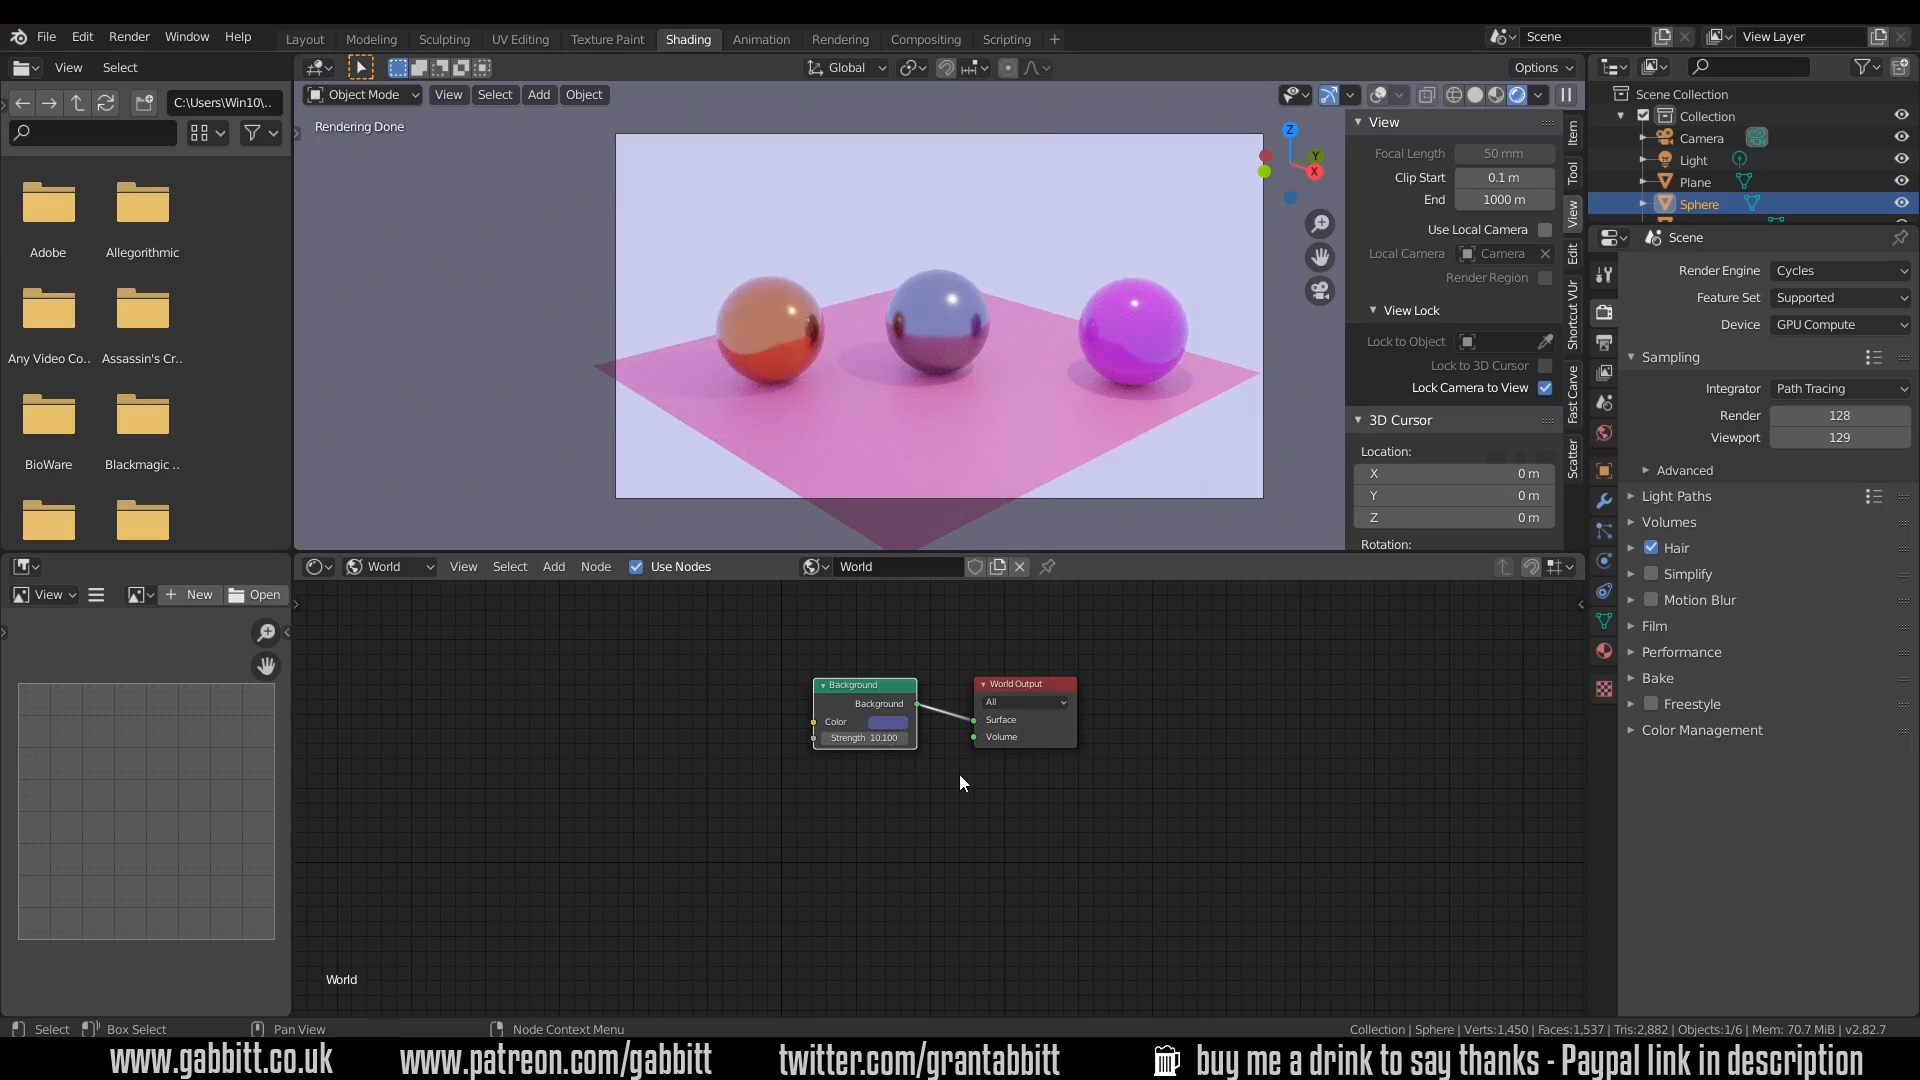 File Edit Render Window Help Layout Modeling Sculpting UV Editing Texture Paint Shading Animation Rendering Compositing Scripting + Scene View Layer
View Select Global Options
C:\Users\Win10\..
Object Mode View Select Add Object
Rendering Done
Adobe Allegorithmic
Any Video Co.. Assassin's Cr..
BioWare Blackmagic ..
Z
Y
X
View
Focal Length 50 mm
Clip Start 0.1 m
End 1000 m
Use Local Camera
Local Camera Camera
Render Region
View Lock
Lock to Object
Lock to 3D Cursor
Lock Camera to View
3D Cursor
Location:
X 0 m
Y 0 m
Z 0 m
Rotation:
Item
Tool
View
Edit
Shortcut VUr
Fast Carve
Scatter
Scene Collection
Collection
Camera
Light
Plane
Sphere
Scene
Render Engine Cycles
Feature Set Supported
Device GPU Compute
Sampling
Integrator Path Tracing
Render 128
Viewport 129
Advanced
Light Paths
Volumes
Hair
Simplify
Motion Blur
Film
Performance
Bake
Freestyle
Color Management
View + New Open
World View Select Add Node Use Nodes World
Background
Background
Color
Strength 10.100
World Output
All
Surface
Volume
World
Select Box Select Pan View Node Context Menu Collection | Sphere | Verts:1,450 | Faces:1,537 | Tris:2,882 | Objects:1/6 | Mem: 70.7 MiB | v2.82.7
www.gabbitt.co.uk www.patreon.com/gabbitt twitter.com/grantabbitt buy me a drink to say thanks - Paypal link in description